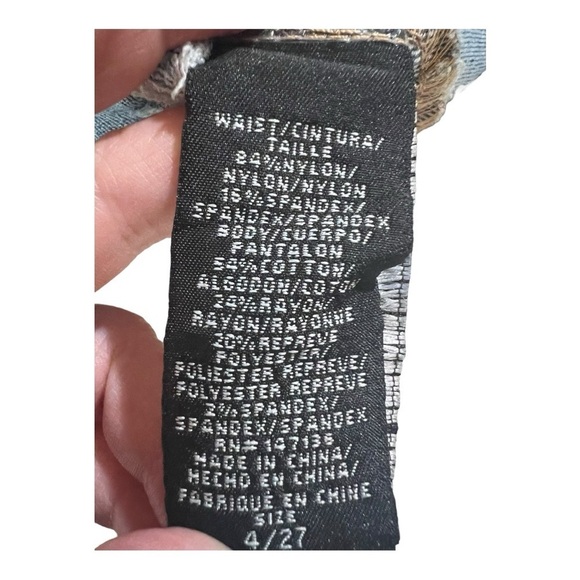 WAIST/CINTURA/
TAILLE
84%NYLON/
NYLON/NYLON
16%SPANDEX/
SPANDEX/SPANDEX
BODY/CUERPO/
PANTALON
54%COTTON/
ALGODON/COTON
24%RAYON/
RAYON/RAYONNE
20%REPREVE
POLYESTER/
POLIESTER REPREVE/
POLYESTER REPREVE
2%SPANDEX/
SPANDEX/SPANDEX
RN#147136
MADE IN CHINA/
HECHO EN CHINA/
FABRIQUE EN CHINE
SIZE
4/27